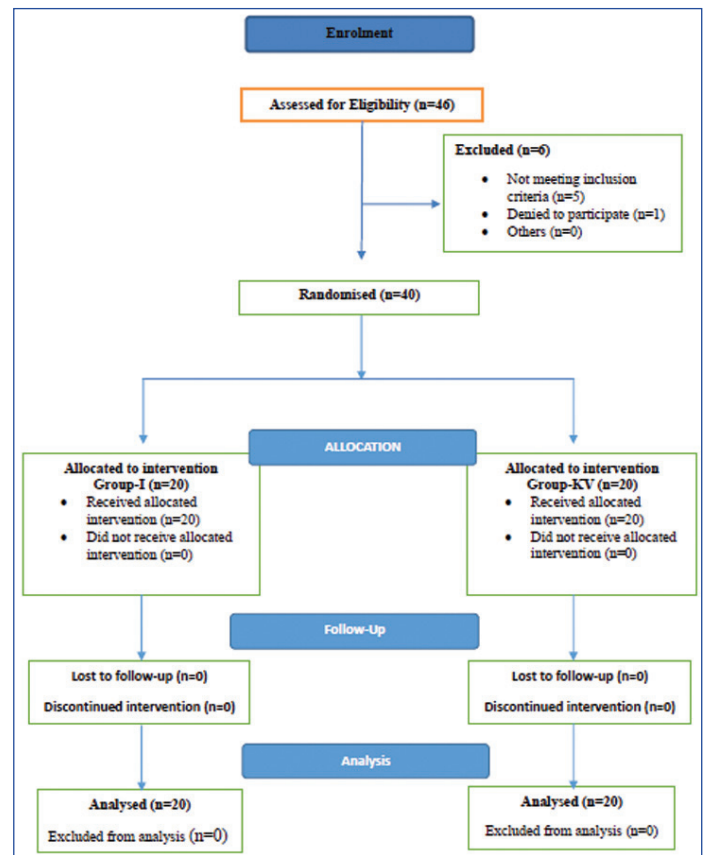 Enrolment
Assessed for Eligibility (n=46)
Excluded (n=6)
• Not meeting inclusion
criteria (n=5)
• Denied to participate (n=1)
• Others (n=0)
Randomised (n=40)
ALLOCATION
Allocated to intervention
Group-I (n=20)
• Received allocated
intervention (n=20)
• Did not receive allocated
intervention (n=0)
Allocated to intervention
Group-KV (n=20)
• Received allocated
intervention (n=20)
• Did not receive allocated
intervention (n=0)
Follow-Up
Lost to follow-up (n=0)
Discontinued intervention (n=0)
Lost to follow-up (n=0)
Discontinued intervention (n=0)
Analysis
Analysed (n=20)
Excluded from analysis (n=0)
Analysed (n=20)
Excluded from analysis (n=0)